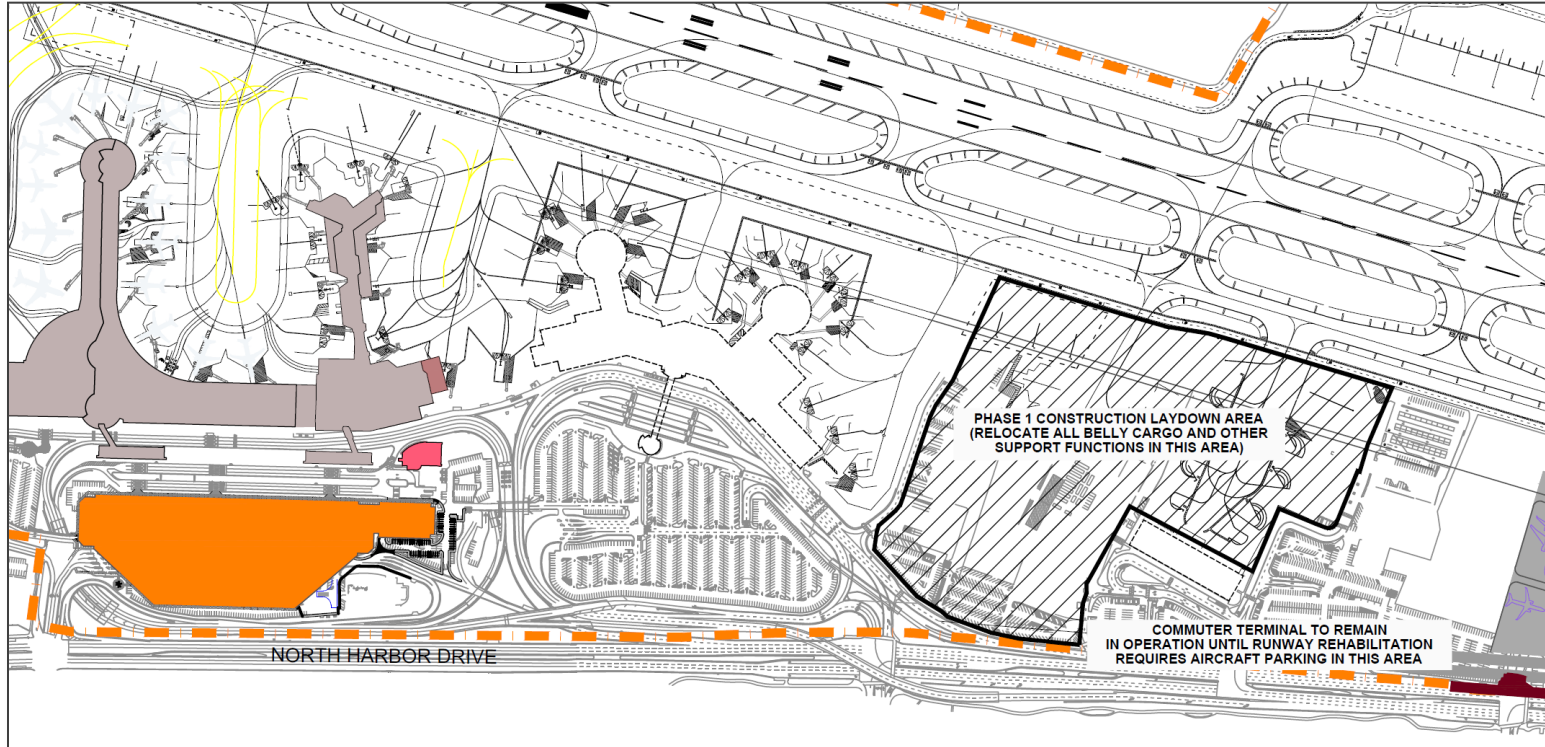 PHASE 1 CONSTRUCTION LAYDOWN AREA
(RELOCATE ALL BELLY CARGO AND OTHER
SUPPORT FUNCTIONS IN THIS AREA)
COMMUTER TERMINAL TO REMAIN
IN OPERATION UNTIL RUNWAY REHABILITATION
REQUIRES AIRCRAFT PARKING IN THIS AREA
NORTH HARBOR DRIVE